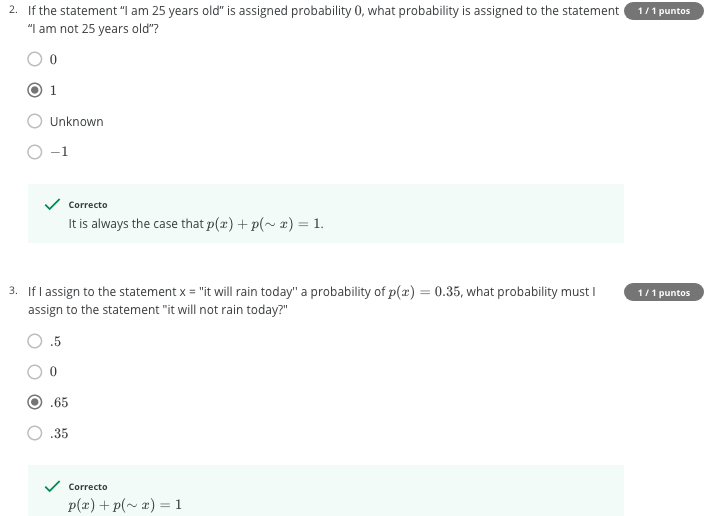 2. If the statement “I am 25 years old” is assigned probability 0, what probability is assigned to the statement 1 / 1 puntos
“I am not 25 years old”?
0
1
Unknown
−1
Correcto
It is always the case that p(x) + p(∼ x) = 1.
3. If I assign to the statement x = "it will rain today'' a probability of p(x) = 0.35, what probability must I 1 / 1 puntos
assign to the statement "it will not rain today?"
.5
0
.65
.35
Correcto
p(x) + p(∼ x) = 1